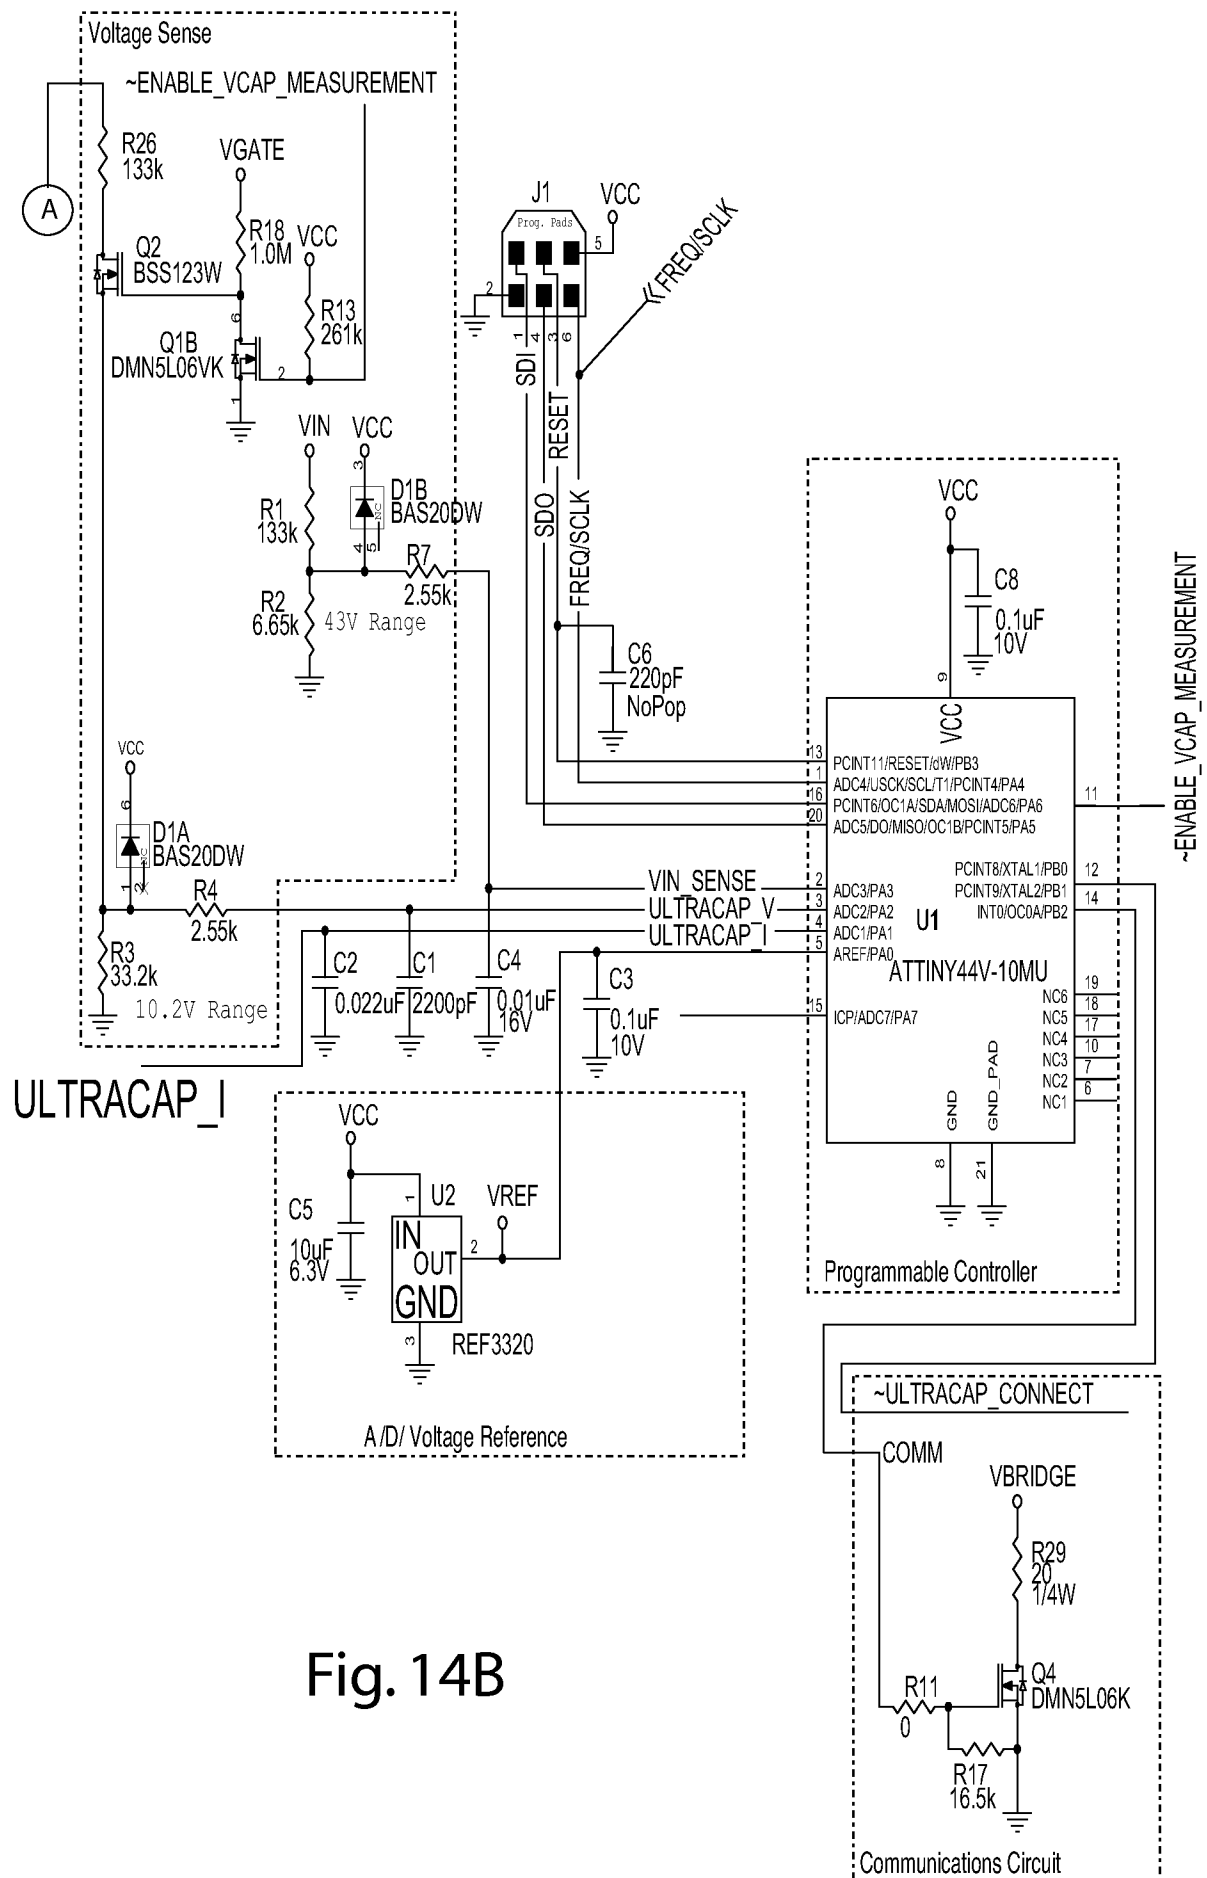 Voltage Sense
~ENABLE_VCAP_MEASUREMENT
R26
133k
A
VGATE
R18
1.0M
VCC
Q2
BSS123W
R13
261k
6
Q1B
DMN5L06VK
2
1
J1
Prog. Pads
VCC
5
2
1
4
3
6
FREQ/SCLK
SDI
RESET
SDO
FREQ/SCLK
VIN
VCC
3
R1
133k
D1B
BAS20DW
NC
4
5
R7
2.55k
R2
6.65k
43V Range
C6
220pF
NoPop
VCC
C8
0.1uF
10V
9
VCC
~ENABLE_VCAP_MEASUREMENT
VCC
6
D1A
BAS20DW
NC
1
2
R4
2.55k
R3
33.2k
10.2V Range
13
PCINT11/RESET/dW/PB3
1
ADC4/USCK/SCL/T1/PCINT4/PA4
16
PCINT6/OC1A/SDA/MOSI/ADC6/PA6
20
ADC5/DO/MISO/OC1B/PCINT5/PA5
11
PCINT8/XTAL1/PB0
12
PCINT9/XTAL2/PB1
INT0/OC0A/PB2
14
VIN_SENSE
2
ADC3/PA3
ULTRACAP_V
3
ADC2/PA2
ULTRACAP_I
4
ADC1/PA1
5
AREF/PA0
U1
ATTINY44V-10MU
15
ICP/ADC7/PA7
NC6
19
NC5
18
NC4
17
NC3
10
NC2
7
NC1
6
GND
GND_PAD
8
21
Programmable Controller
C2
0.022uF
C1
2200pF
C4
0.01uF
16V
C3
0.1uF
10V
ULTRACAP_I
VCC
C5
10uF
6.3V
1
U2
IN
OUT
GND
2
VREF
3
REF3320
A/D/ Voltage Reference
~ULTRACAP_CONNECT
COMM
VBRIDGE
R29
20
1/4W
Q4
DMN5L06K
R11
0
R17
16.5k
Communications Circuit
Fig. 14B